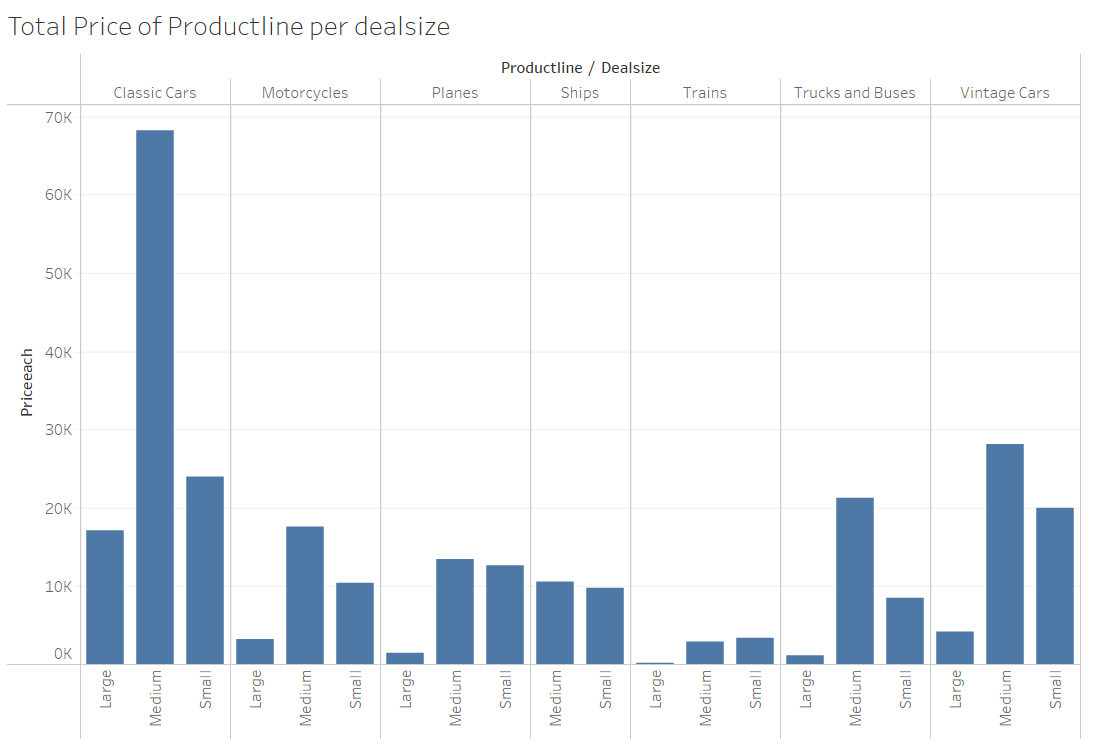 Total Price of Productline per dealsize
Productline / Dealsize
Classic Cars Motorcycles Planes Ships Trains Trucks and Buses Vintage Cars
70K
60K
50K
40K
30K
20K
10K
0K
Priceeach
Large Medium Small Large Medium Small Large Medium Small Medium Small Large Medium Small Large Medium Small Large Medium Small